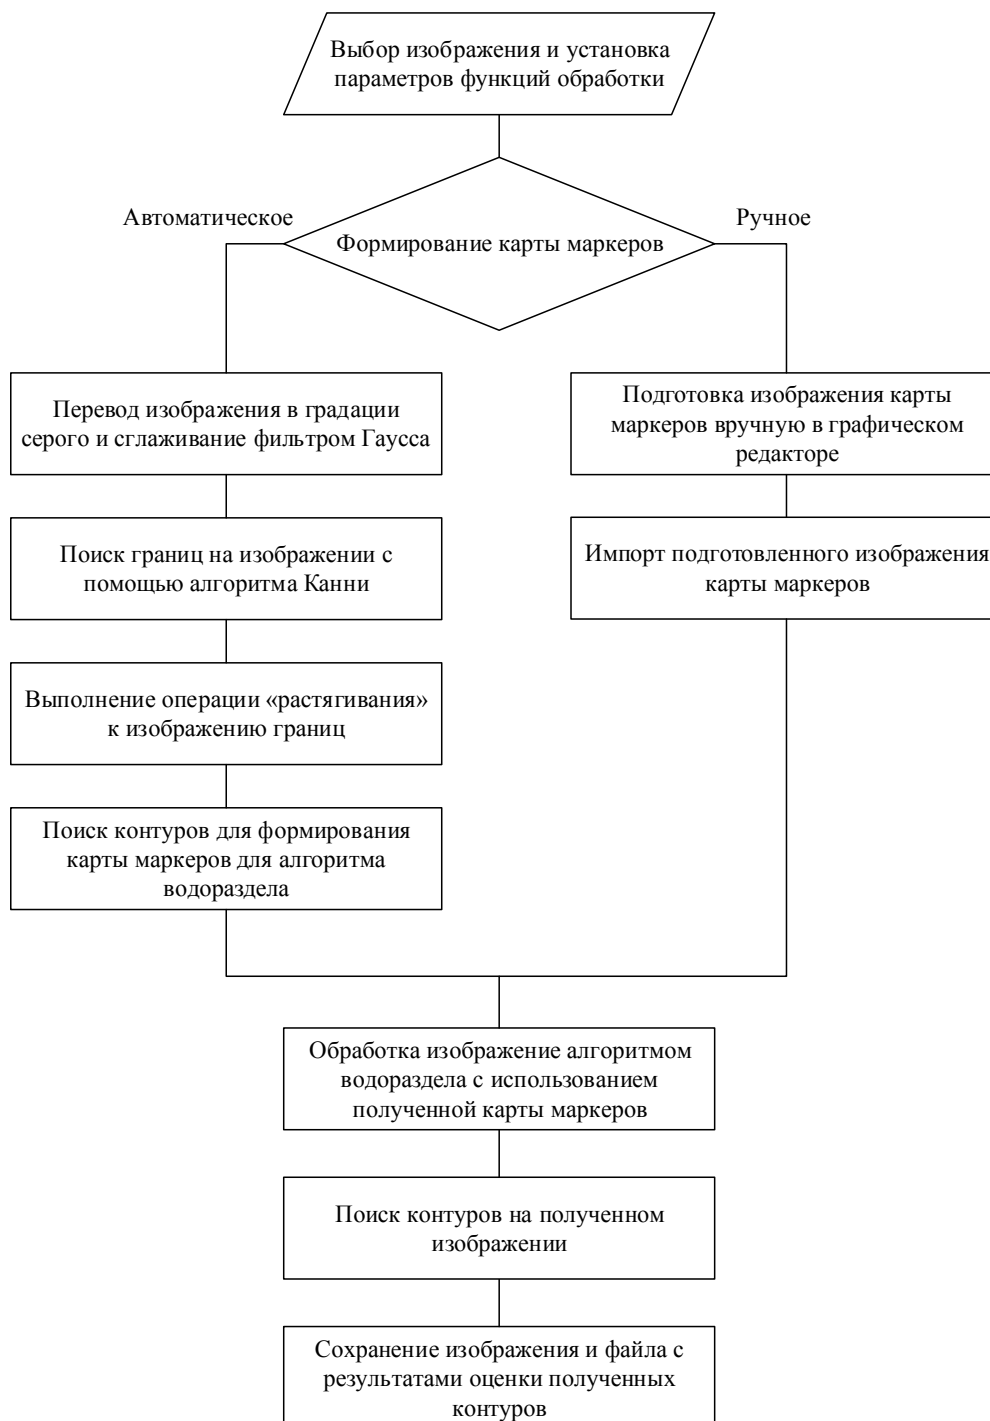 Выбор изображения и установка
параметров функций обработки
Автоматическое
Ручное
Формирование карты маркеров
Перевод изображения в градации
серого и сглаживание фильтром Гаусса
Подготовка изображения карты
маркеров вручную в графическом
редакторе
Поиск границ на изображении с
помощью алгоритма Канни
Импорт подготовленного изображения
карты маркеров
Выполнение операции «растягивания»
к изображению границ
Поиск контуров для формирования
карты маркеров для алгоритма
водораздела
Обработка изображение алгоритмом
водораздела с использованием
полученной карты маркеров
Поиск контуров на полученном
изображении
Сохранение изображения и файла с
результатами оценки полученных
контуров